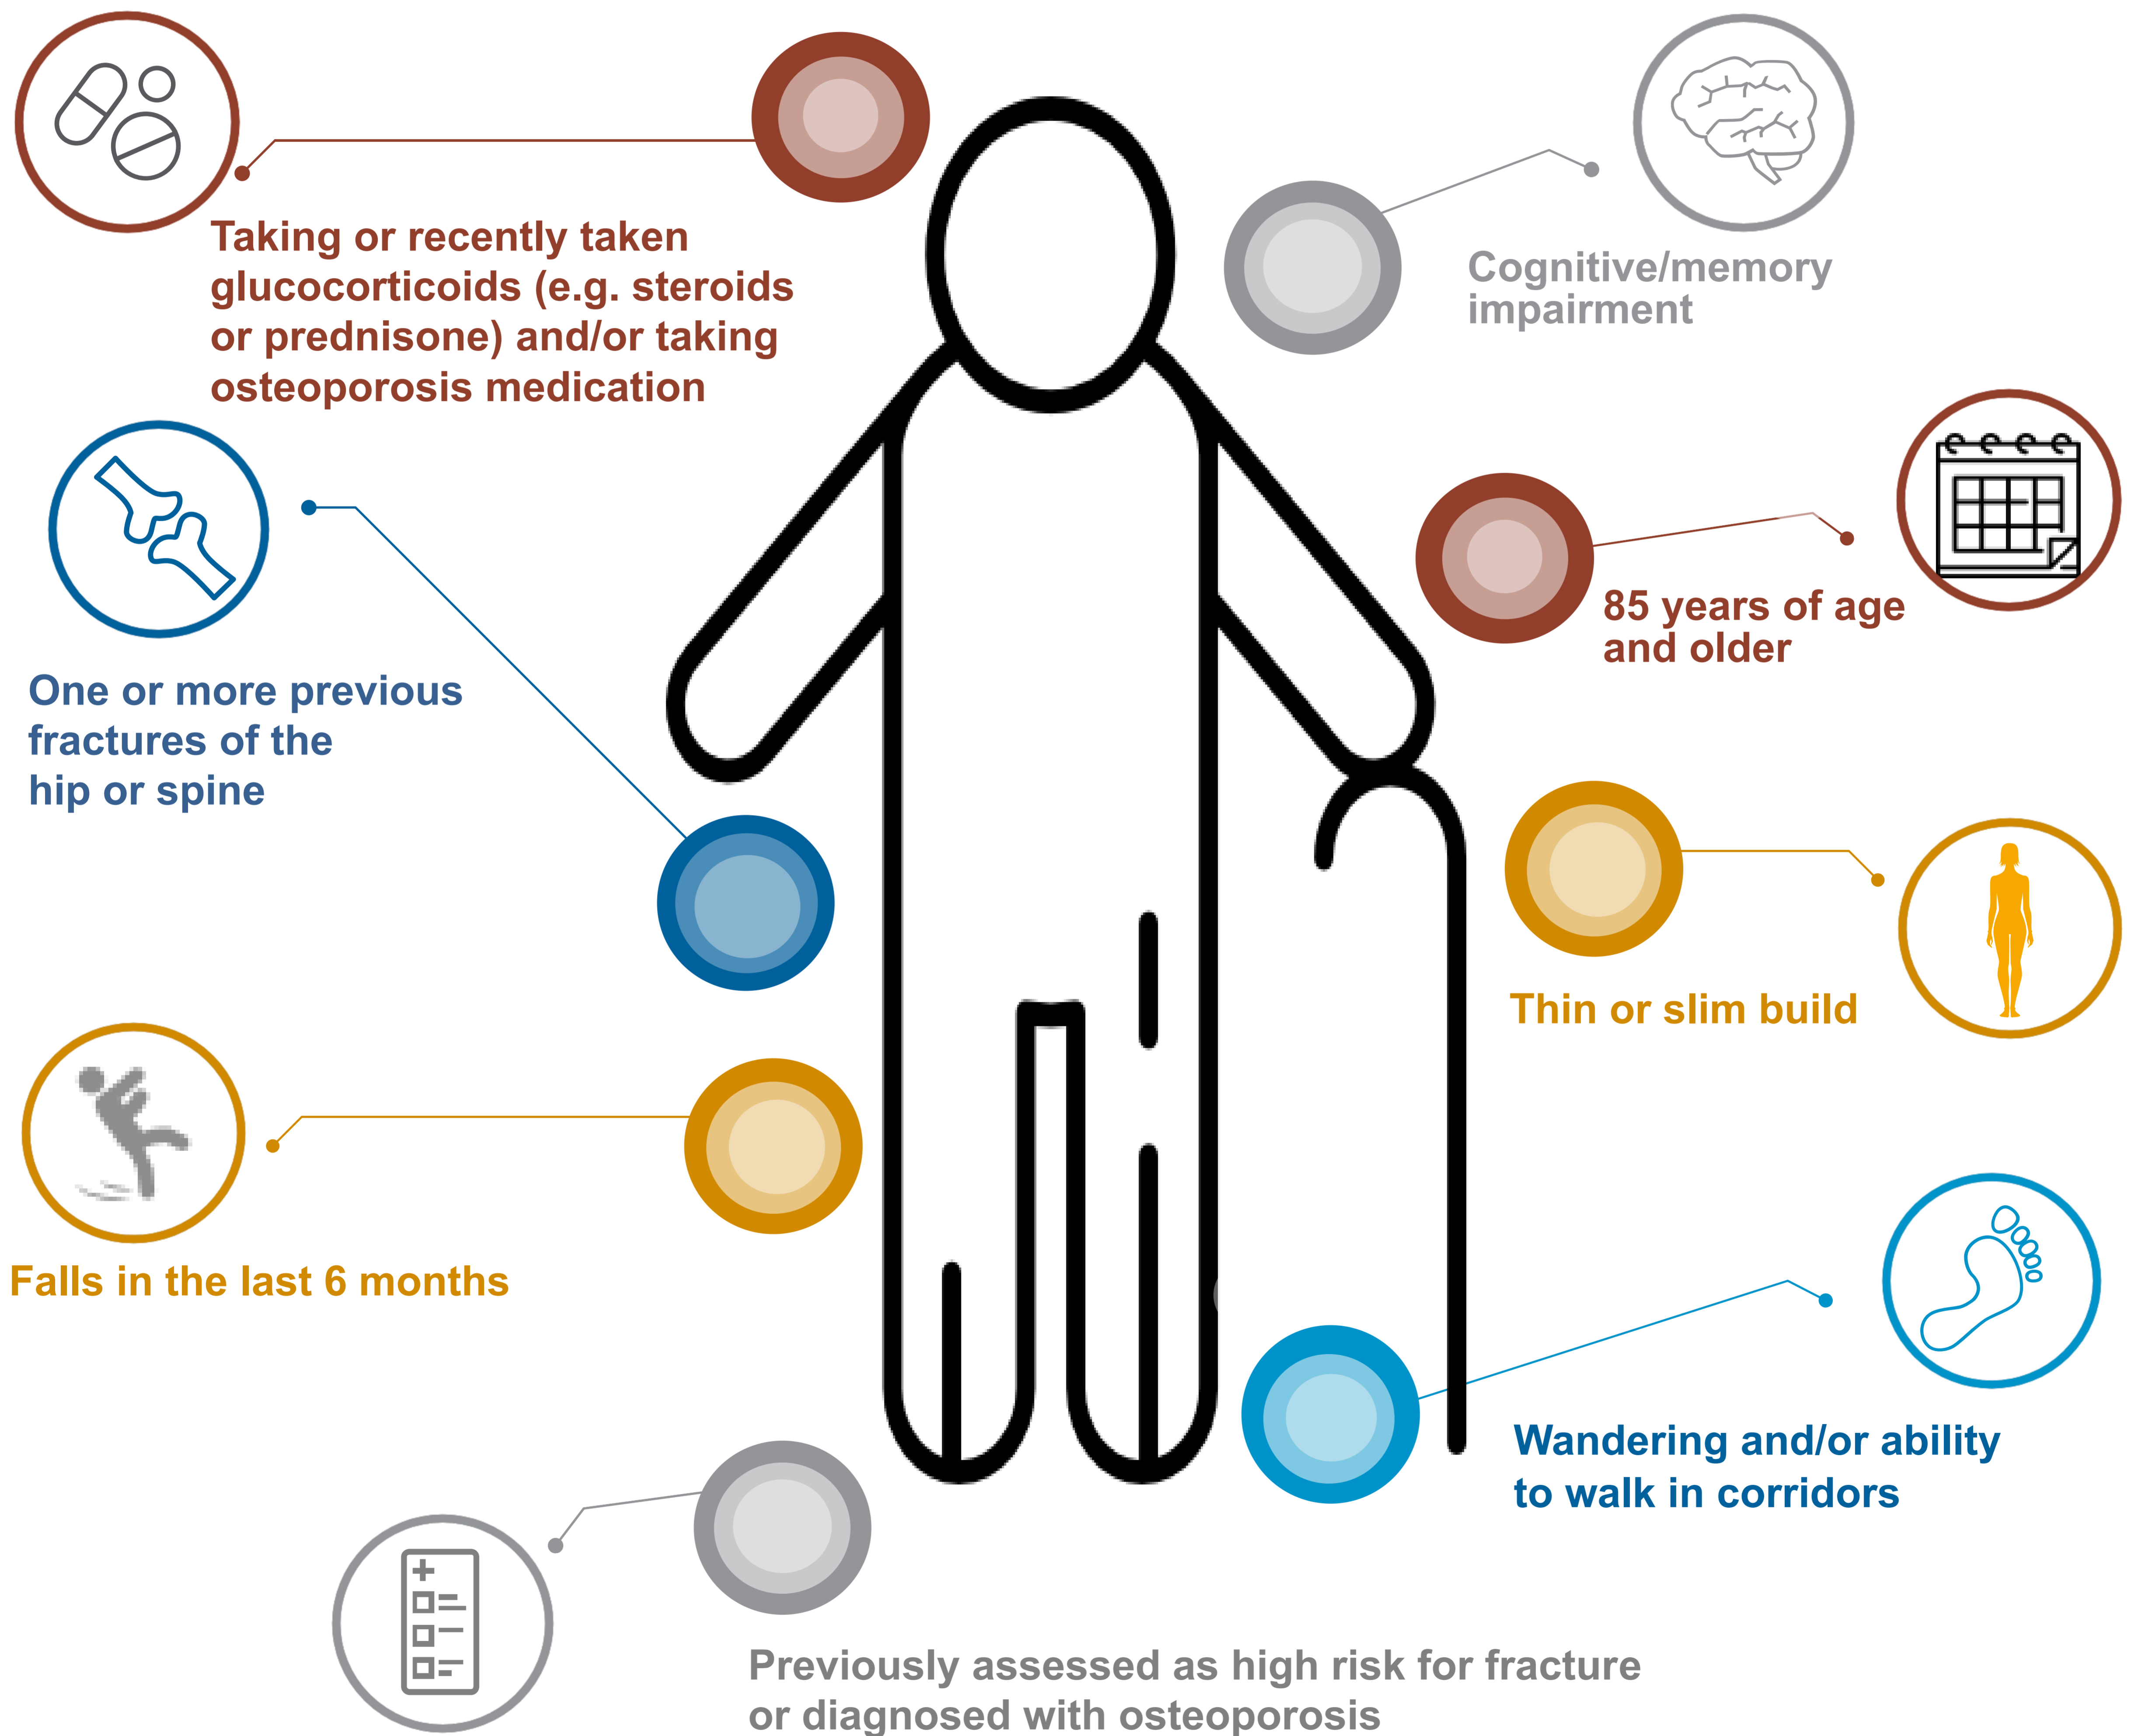 Taking or recently taken
glucocorticoids (e.g. steroids
or prednisone) and/or taking
osteoporosis medication
Cognitive/memory
impairment
85 years of age
and older
One or more previous
fractures of the
hip or spine
Thin or slim build
Falls in the last 6 months
Wandering and/or ability
to walk in corridors
Previously assessed as high risk for fracture
or diagnosed with osteoporosis